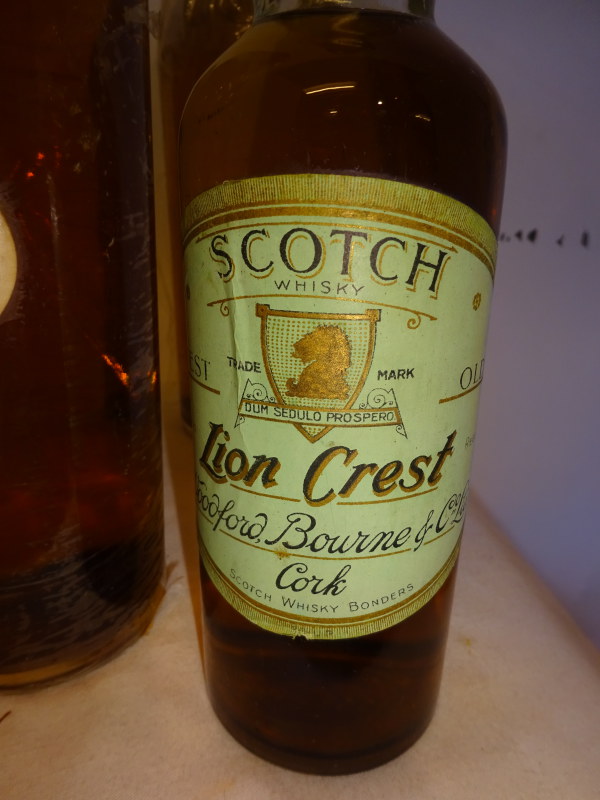 SCOTCH
WHISKY
TRADE MARK
DUM SEDULO PROSPERO
Lion Crest
Bourne & Co
Cork
SCOTCH WHISKY BONDERS